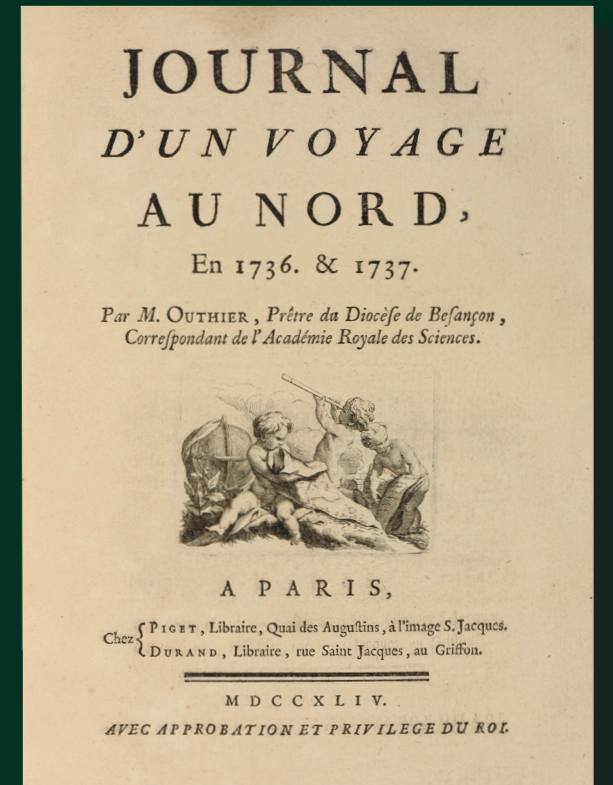 JOURNAL
D'UN VOYAGE
AU NORD,
En 1736. & 1737.
Par M. OUTHIER, Prêtre du Diocèſe de Beſançon,
Correſpondant de l'Académie Royale des Sciences.
A PARIS,
Chez { PIGET, Libraire, Quai des Auguſtins, à l'image S. Jacques.
DURAND, Libraire, rue Saint Jacques, au Griffon.
MDCCXLIV.
AVEC APPROBATION ET PRIVILEGE DU ROI.